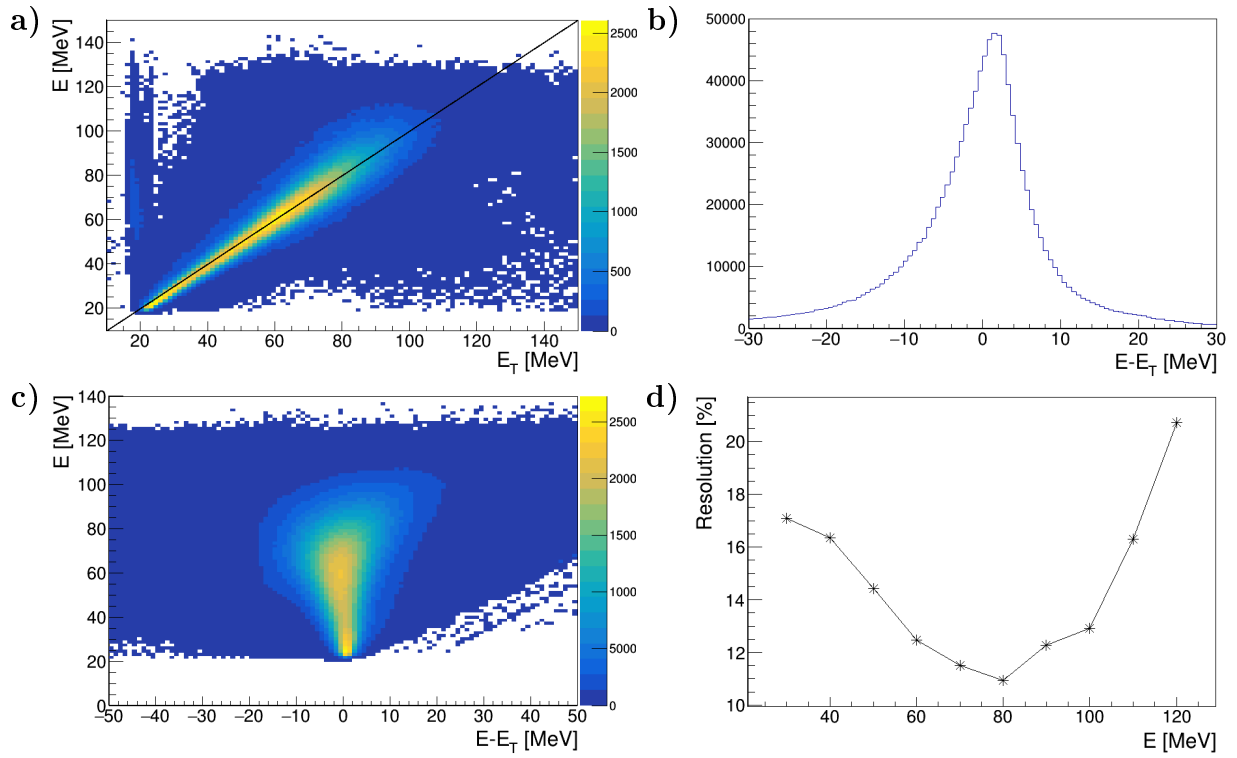 a)
E [MeV]
140
120
100
80
60
40
20
20 40 60 80 100 120 140
E_T [MeV]
2500
2000
1500
1000
500
0
b)
50000
40000
30000
20000
10000
0
−30 −20 −10 0 10 20 30
E-E_T [MeV]
c)
E [MeV]
140
120
100
80
60
40
20
0
−50 −40 −30 −20 −10 0 10 20 30 40 50
E-E_T [MeV]
2500
2000
1500
1000
5000
0
d)
Resolution [%]
20
18
16
14
12
10
40 60 80 100 120
E [MeV]